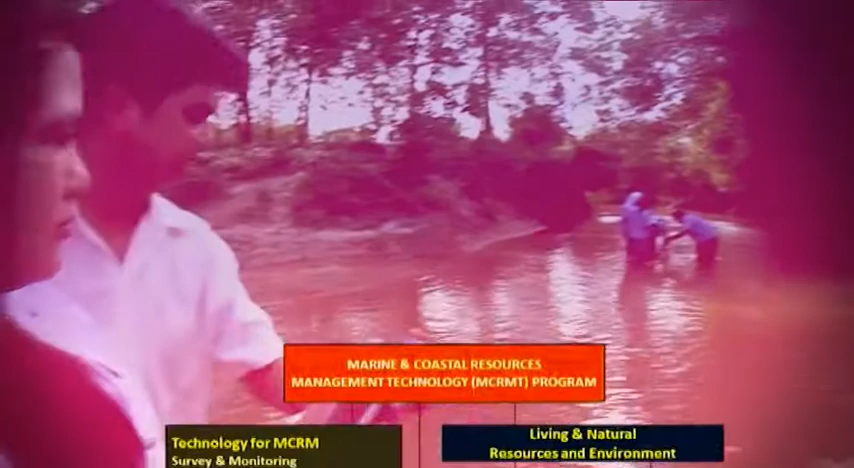 MARINE & COASTAL RESOURCES
MANAGEMENT TECHNOLOGY (MCRMT) PROGRAM
Technology for MCRM
Survey & Monitoring
Living & Natural
Resources and Environment